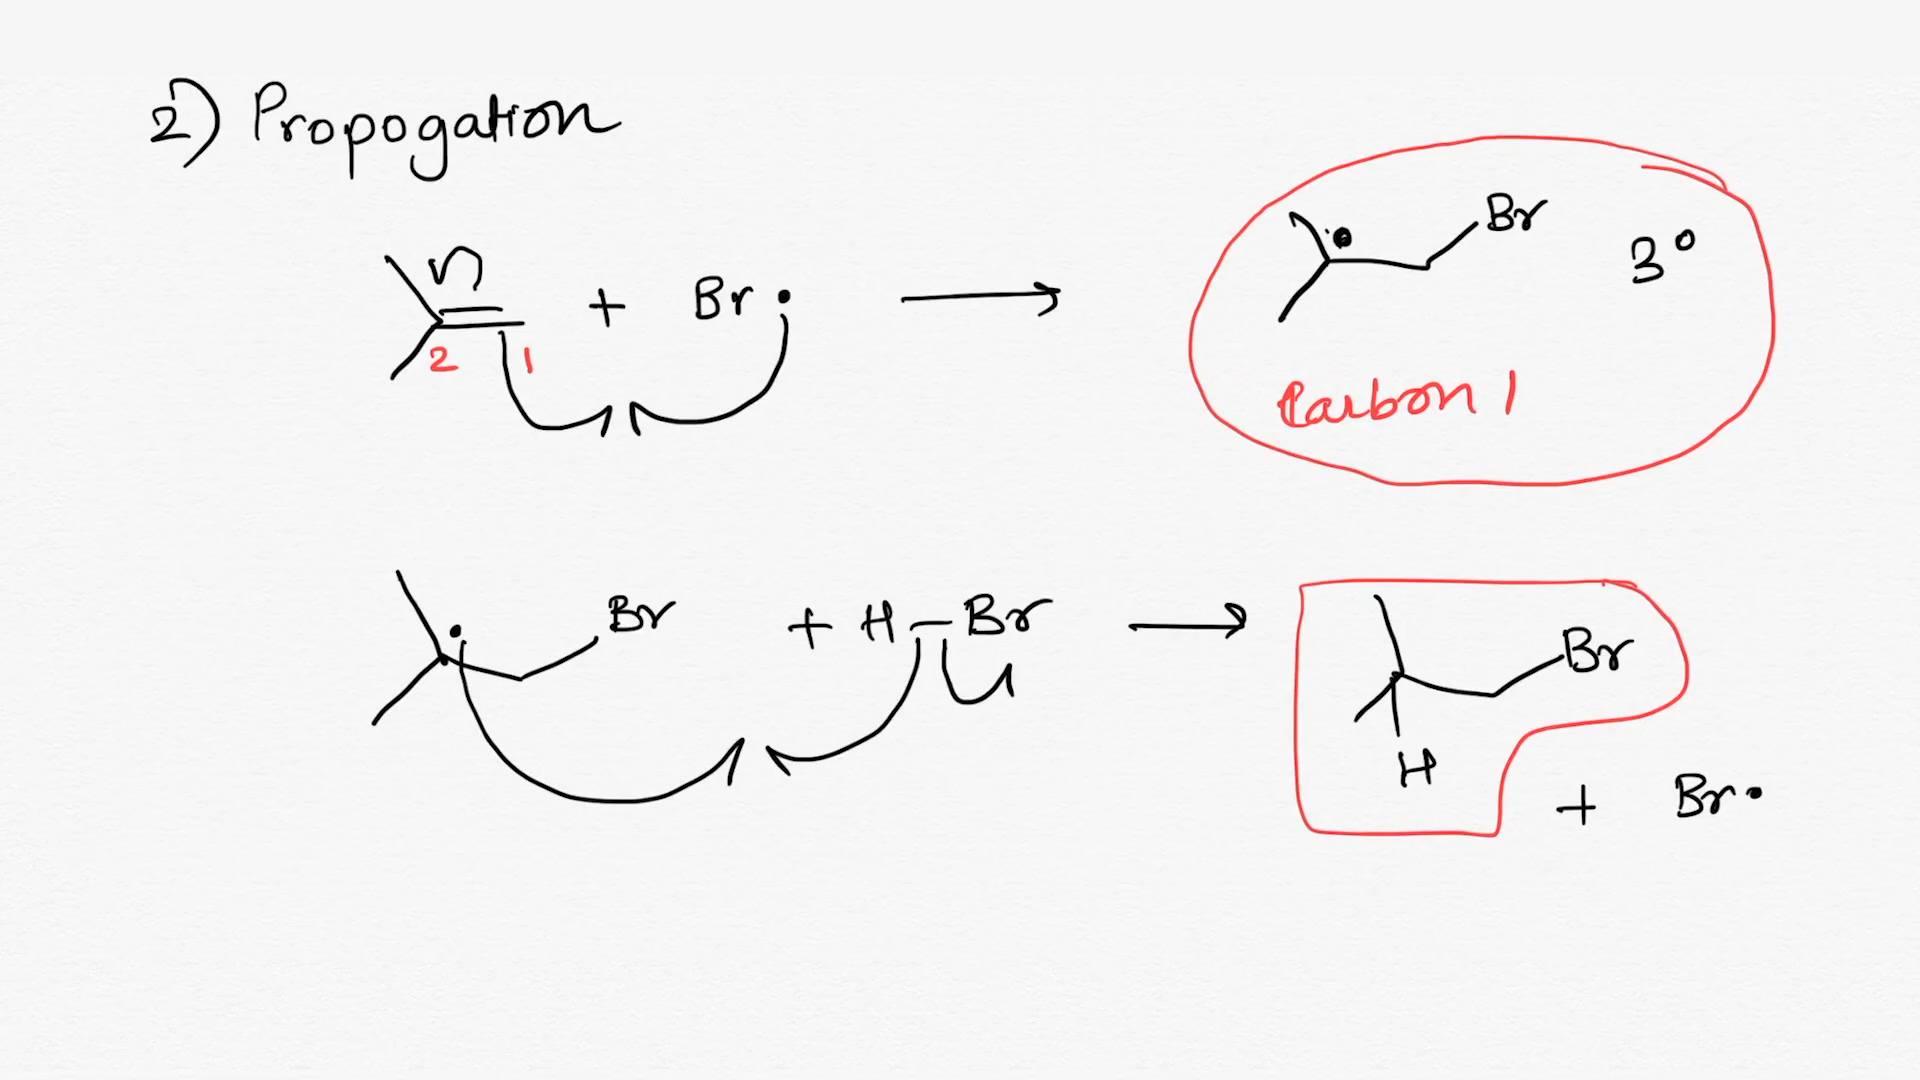 2) Propogation
Br
3°
+ Br•
2 1
Carbon 1
Br + H-Br
Br
H
+ Br•